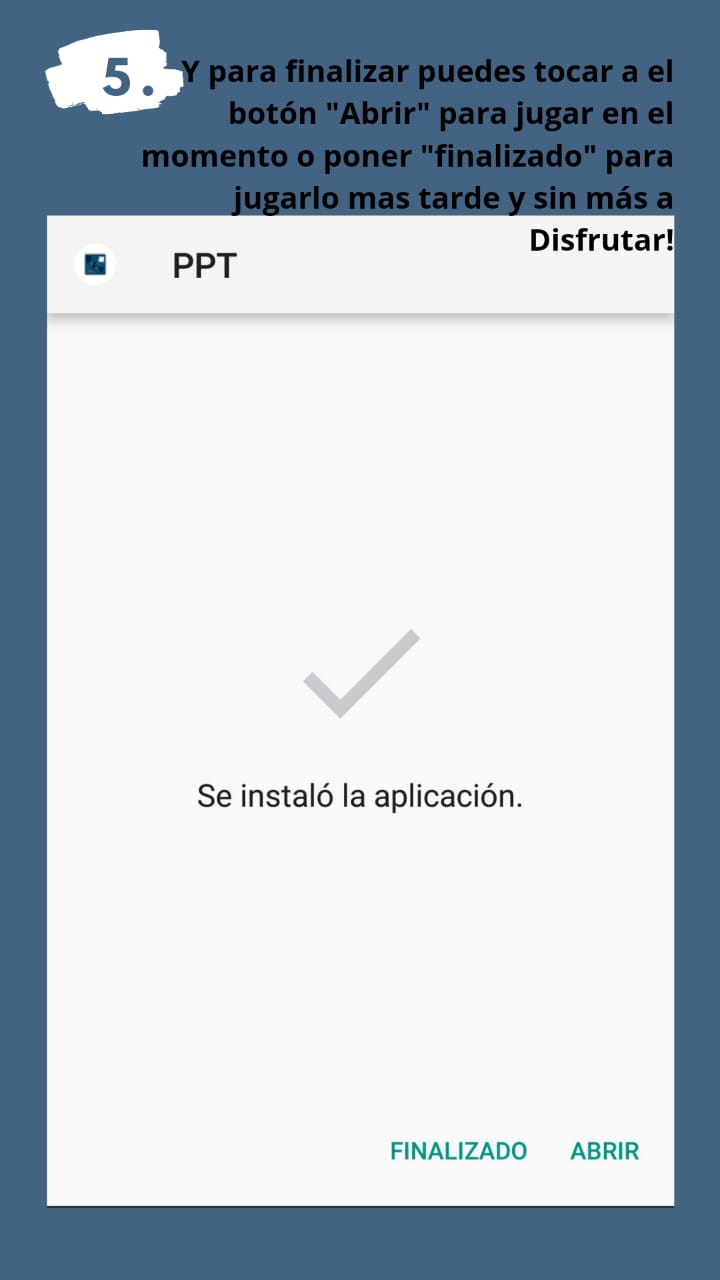 5.
Y para finalizar puedes tocar a el
botón "Abrir" para jugar en el
momento o poner "finalizado" para
jugarlo mas tarde y sin más a
Disfrutar!
PPT
Se instaló la aplicación.
FINALIZADO ABRIR